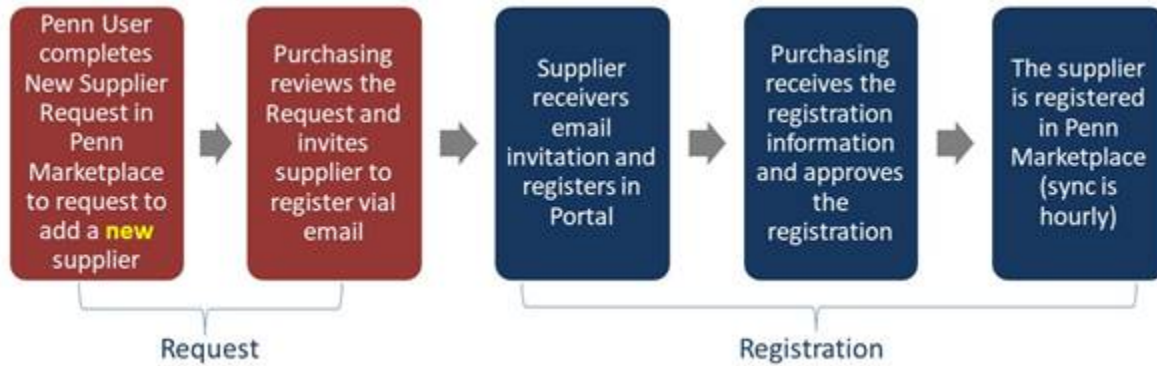 Penn User
completes
New Supplier
Request in
Penn
Marketplace
to request to
add a new
supplier
Purchasing
reviews the
Request and
invites
supplier to
register vial
email
Supplier
receivers
email
invitation and
registers in
Portal
Purchasing
receives the
registration
information
and approves
the
registration
The supplier
is registered
in Penn
Marketplace
(sync is
hourly)
Request
Registration